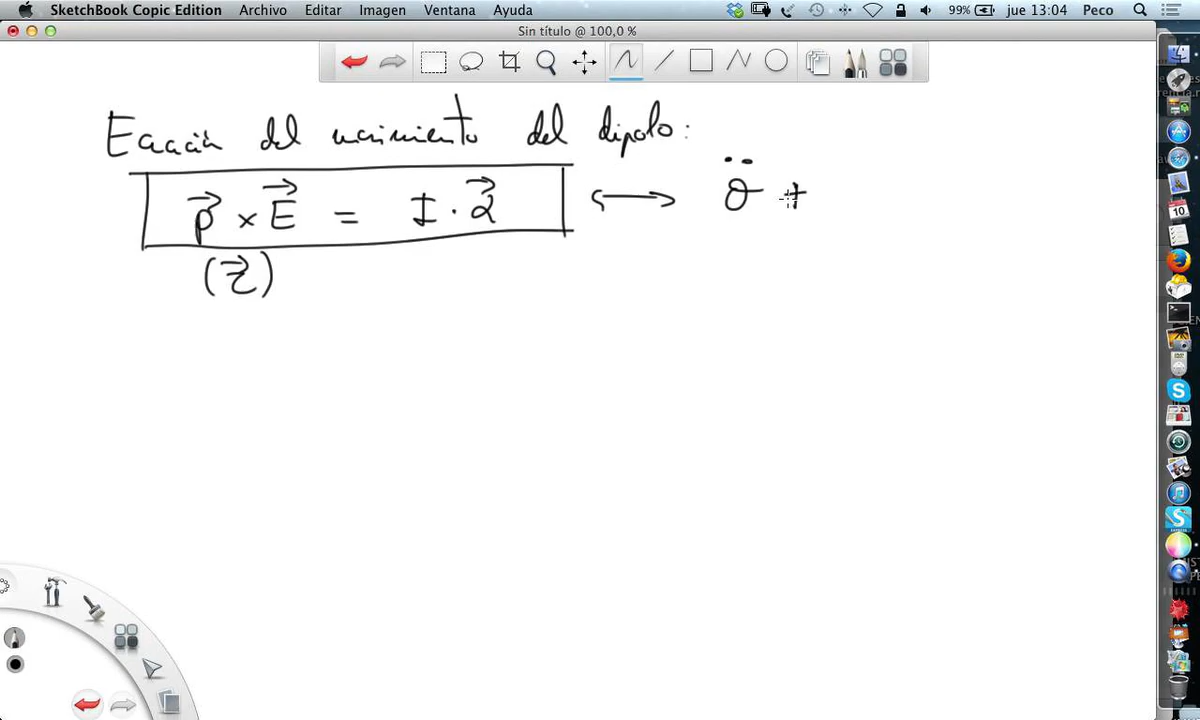 SketchBook Copic Edition Archivo Editar Imagen Ventana Ayuda 99% jue 13:04 Peco
Sin título @ 100,0 %
Ecuación del movimiento del dipolo:
p⃗ × E⃗ = I · α⃗ ⟷ θ̈ +
(τ⃗)